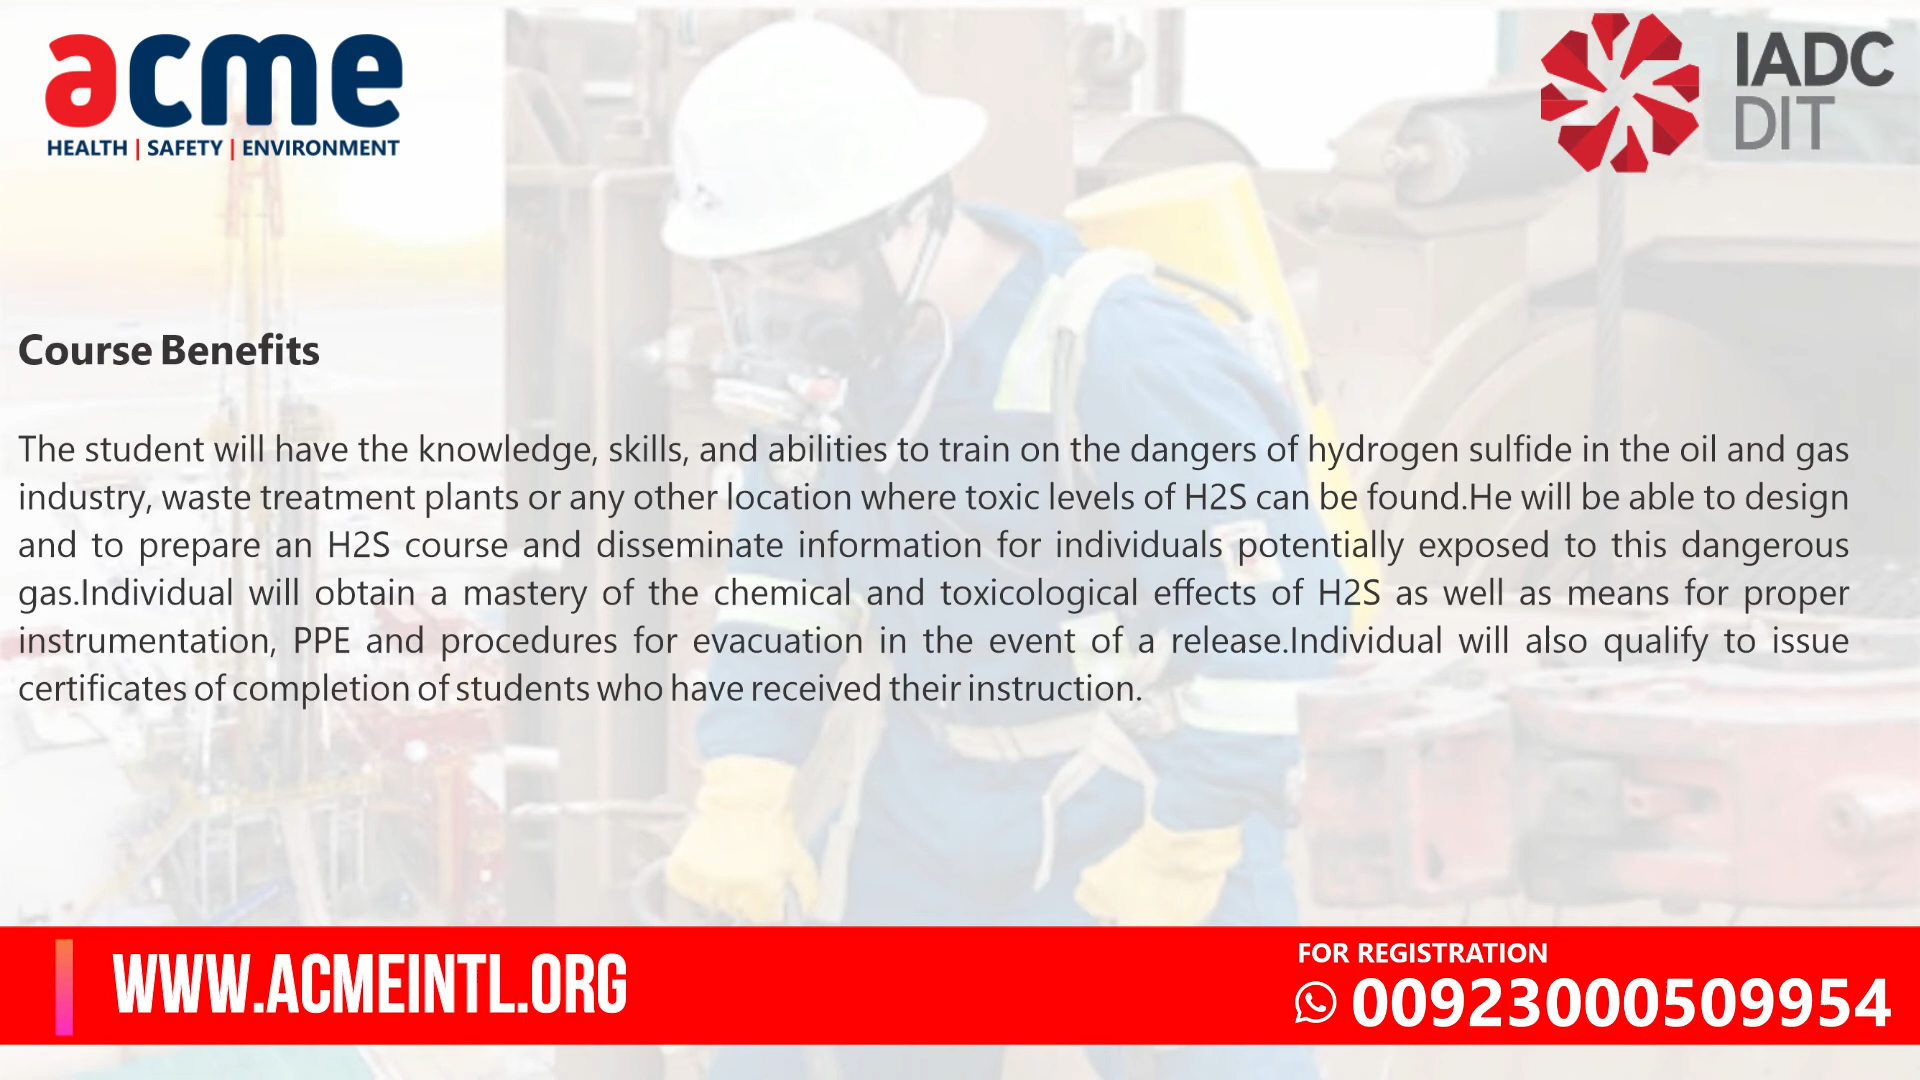 acme
HEALTH | SAFETY | ENVIRONMENT
IADC
DIT
Course Benefits
The student will have the knowledge, skills, and abilities to train on the dangers of hydrogen sulfide in the oil and gas
industry, waste treatment plants or any other location where toxic levels of H2S can be found.He will be able to design
and to prepare an H2S course and disseminate information for individuals potentially exposed to this dangerous
gas.Individual will obtain a mastery of the chemical and toxicological effects of H2S as well as means for proper
instrumentation, PPE and procedures for evacuation in the event of a release.Individual will also qualify to issue
certificates of completion of students who have received their instruction.
WWW.ACMEINTL.ORG
FOR REGISTRATION
00923000509954